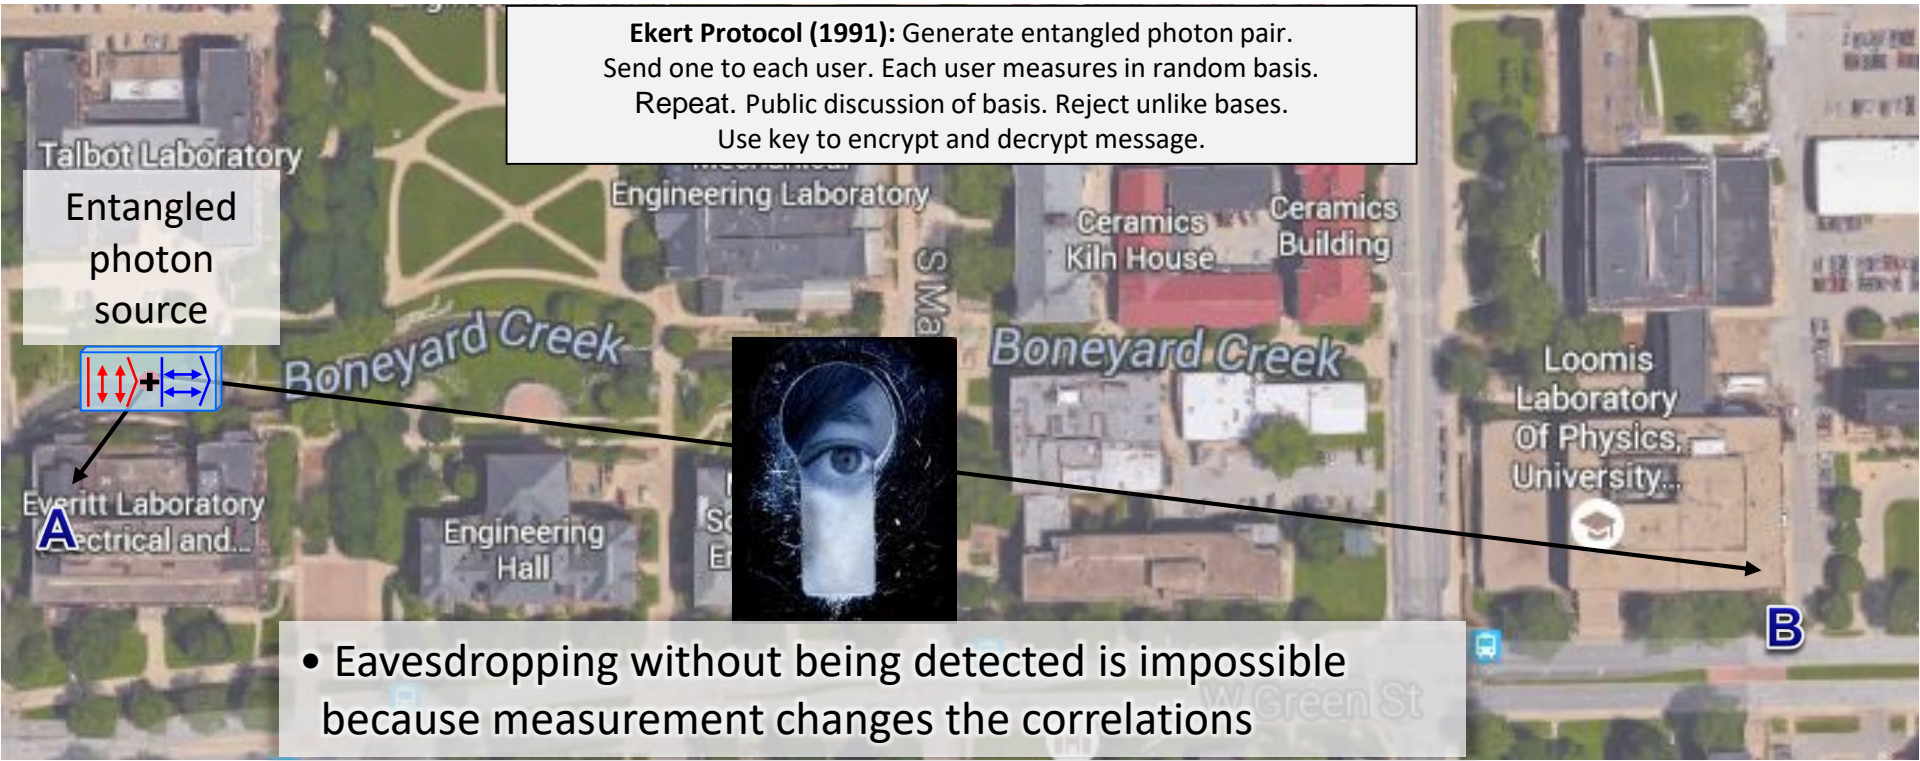 Ekert Protocol (1991): Generate entangled photon pair.
Send one to each user. Each user measures in random basis.
Repeat. Public discussion of basis. Reject unlike bases.
Use key to encrypt and decrypt message.
Talbot Laboratory
Entangled
photon
source
Engineering Laboratory
Ceramics
Kiln House
Ceramics
Building
S Ma
Boneyard Creek
Boneyard Creek
Loomis
Laboratory
Of Physics,
University...
Everitt Laboratory
A
ctrical and...
Engineering
Hall
B
• Eavesdropping without being detected is impossible
because measurement changes the correlations
W Green St